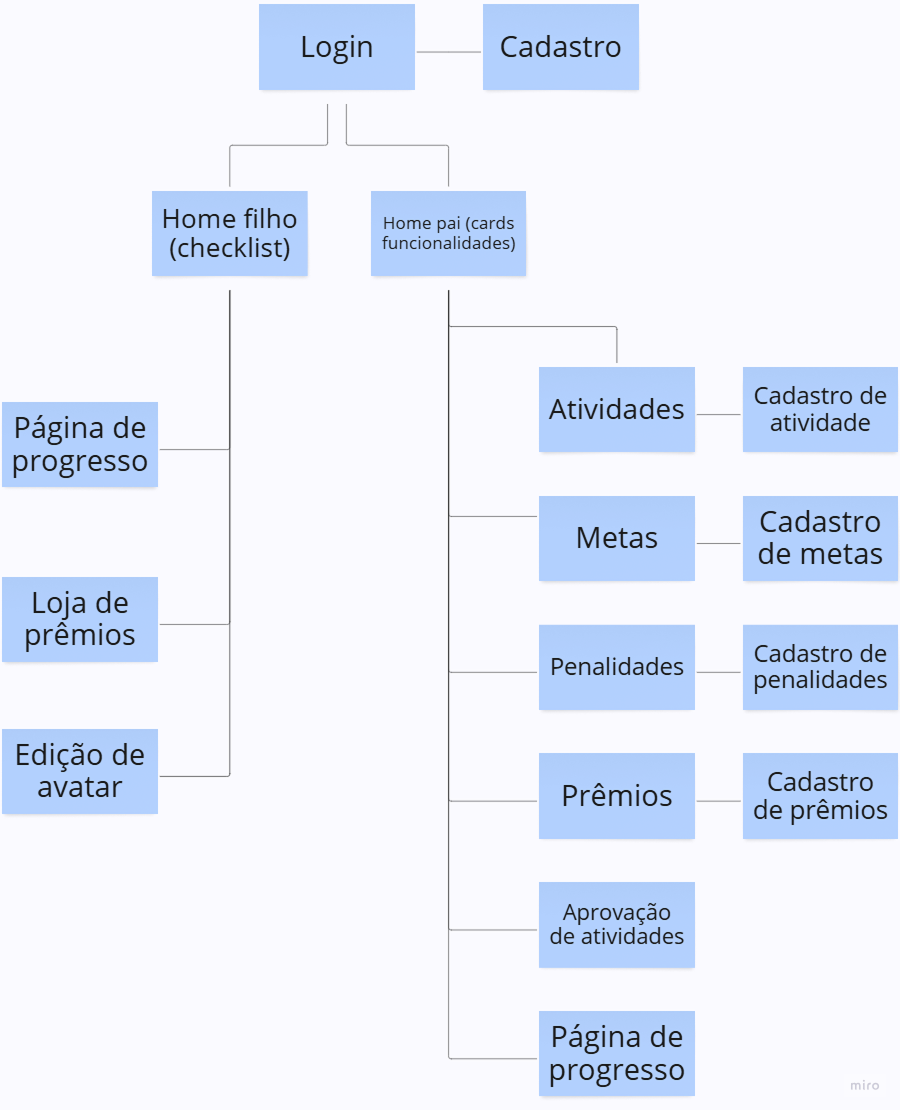 Login
Cadastro
Home filho
(checklist)
Home pai (cards
funcionalidades)
Página de
progresso
Loja de
prêmios
Edição de
avatar
Atividades
Cadastro de
atividade
Metas
Cadastro
de metas
Penalidades
Cadastro de
penalidades
Prêmios
Cadastro
de prêmios
Aprovação
de atividades
Página de
progresso
miro